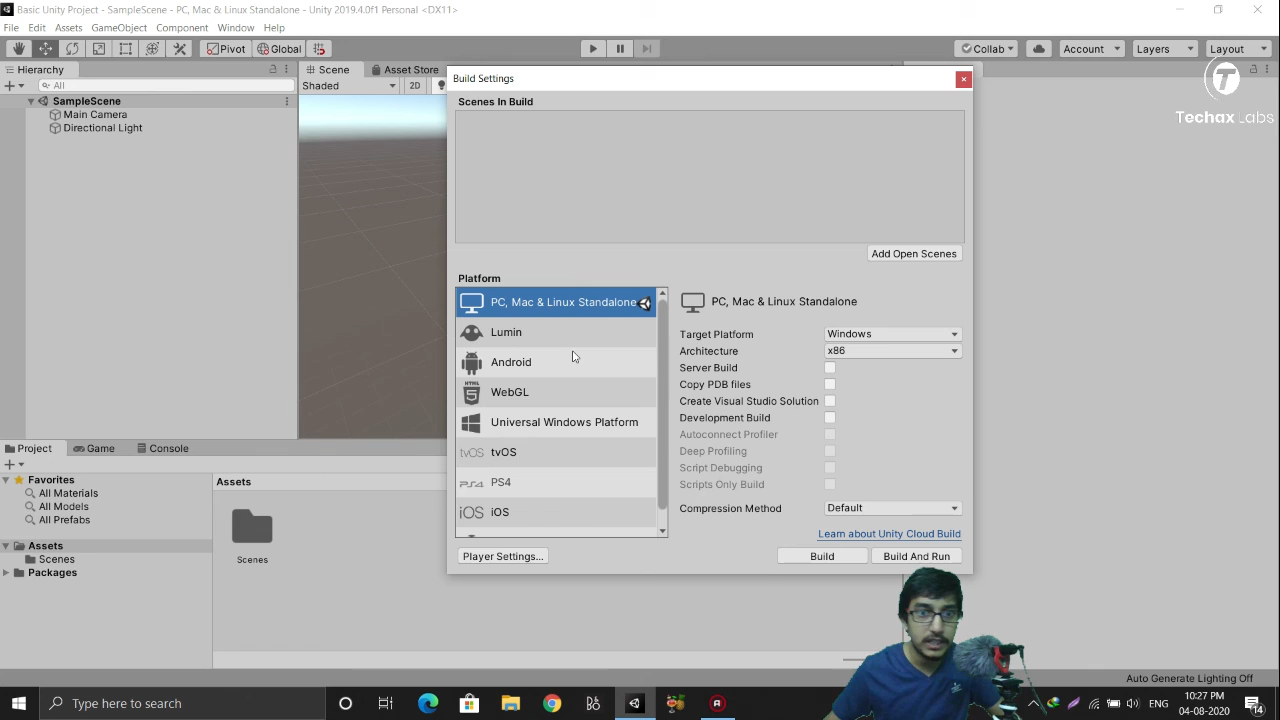 Basic Unity Project - SampleScene - PC, Mac & Linux Standalone - Unity 2019.4.0f1 Personal <DX11>
File Edit Assets GameObject Component Window Help
Pivot Global Collab Account Layers Layout
Hierarchy
All
SampleScene
Main Camera
Directional Light
Scene Asset Store
Shaded 2D
Build Settings
Scenes In Build
Add Open Scenes
Platform
PC, Mac & Linux Standalone
Lumin
Android
HTML
5
WebGL
Universal Windows Platform
tvOS tvOS
PS4 PS4
iOS iOS
PC, Mac & Linux Standalone
Target Platform Windows
Architecture x86
Server Build
Copy PDB files
Create Visual Studio Solution
Development Build
Autoconnect Profiler
Deep Profiling
Script Debugging
Scripts Only Build
Compression Method Default
Learn about Unity Cloud Build
Player Settings... Build Build And Run
Techax Labs
Project Game Console
Favorites
All Materials
All Models
All Prefabs
Assets
Scenes
Packages
Assets
Scenes
Auto Generate Lighting Off
Type here to search
ENG
10:27 PM
04-08-2020
14